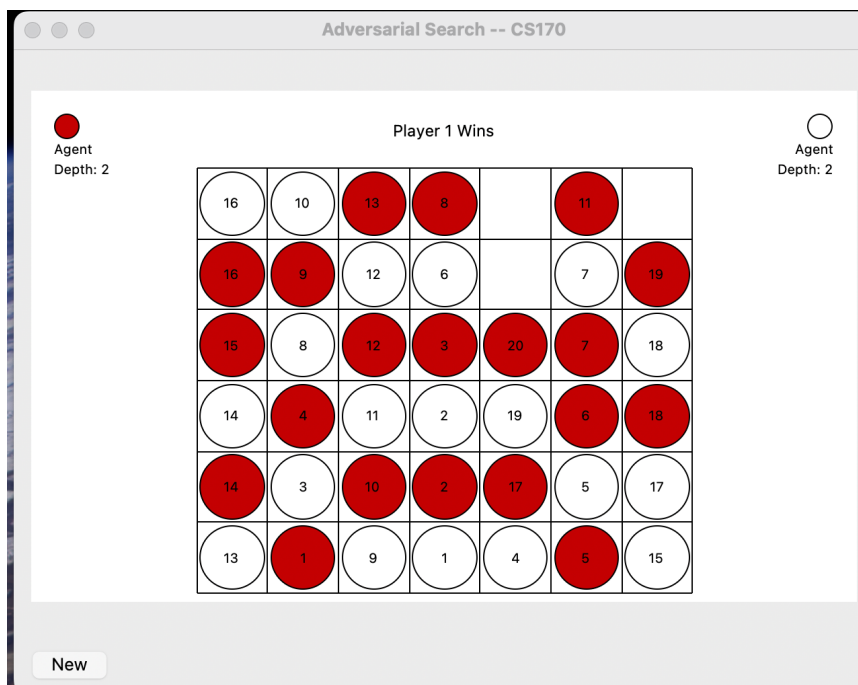 Adversarial Search -- CS170
Player 1 Wins
Agent
Depth: 2
Agent
Depth: 2
16 10 13 8 11
16 9 12 6 7 19
15 8 12 3 20 7 18
14 4 11 2 19 6 18
14 3 10 2 17 5 17
13 1 9 1 4 5 15
New